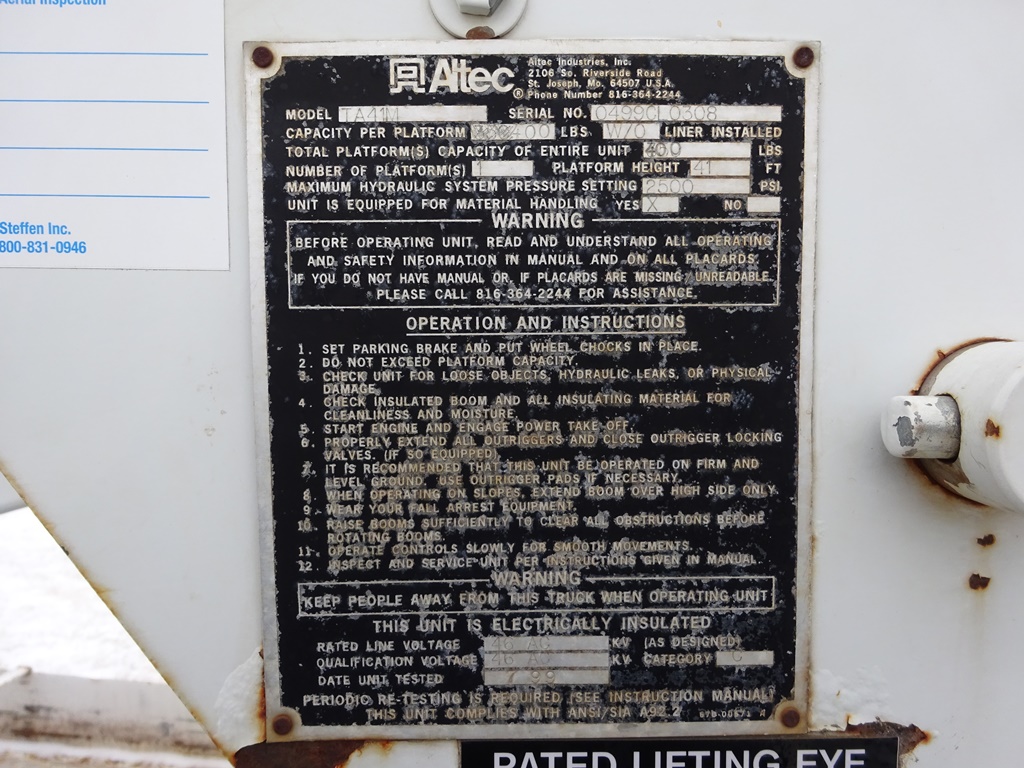 Aerial Inspection
Steffen Inc.
800-831-0946
Altec
Altec Industries, Inc.
2106 So. Riverside Road
St. Joseph, Mo. 64507 U.S.A.
® Phone Number 816-364-2244
MODEL TA41M SERIAL NO. 0499CL0308
CAPACITY PER PLATFORM 400 LBS. W/O LINER INSTALLED
TOTAL PLATFORM(S) CAPACITY OF ENTIRE UNIT 400 LBS
NUMBER OF PLATFORM(S) 1 PLATFORM HEIGHT 41 FT
MAXIMUM HYDRAULIC SYSTEM PRESSURE SETTING 2500 PSI
UNIT IS EQUIPPED FOR MATERIAL HANDLING YES X NO
WARNING
BEFORE OPERATING UNIT, READ AND UNDERSTAND ALL OPERATING
AND SAFETY INFORMATION IN MANUAL AND ON ALL PLACARDS.
IF YOU DO NOT HAVE MANUAL OR IF PLACARDS ARE MISSING/UNREADABLE
PLEASE CALL 816-364-2244 FOR ASSISTANCE.
OPERATION AND INSTRUCTIONS
1. SET PARKING BRAKE AND PUT WHEEL CHOCKS IN PLACE.
2. DO NOT EXCEED PLATFORM CAPACITY.
3. CHECK UNIT FOR LOOSE OBJECTS, HYDRAULIC LEAKS, OR PHYSICAL
DAMAGE.
4. CHECK INSULATED BOOM AND ALL INSULATING MATERIAL FOR
CLEANLINESS AND MOISTURE.
5. START ENGINE AND ENGAGE POWER TAKE OFF.
6. PROPERLY EXTEND ALL OUTRIGGERS AND CLOSE OUTRIGGER LOCKING
VALVES. (IF SO EQUIPPED)
7. IT IS RECOMMENDED THAT THIS UNIT BE OPERATED ON FIRM AND
LEVEL GROUND. USE OUTRIGGER PADS IF NECESSARY.
8. WHEN OPERATING ON SLOPES, EXTEND BOOM OVER HIGH SIDE ONLY
9. WEAR YOUR FALL ARREST EQUIPMENT.
10. RAISE BOOMS SUFFICIENTLY TO CLEAR ALL OBSTRUCTIONS BEFORE
ROTATING BOOMS.
11. OPERATE CONTROLS SLOWLY FOR SMOOTH MOVEMENTS.
12. INSPECT AND SERVICE UNIT PER INSTRUCTIONS GIVEN IN MANUAL.
WARNING
KEEP PEOPLE AWAY FROM THIS TRUCK WHEN OPERATING UNIT
THIS UNIT IS ELECTRICALLY INSULATED
RATED LINE VOLTAGE 46 AC KV (AS DESIGNED)
QUALIFICATION VOLTAGE 46 AC KV CATEGORY C
DATE UNIT TESTED 99
PERIODIC RE-TESTING IS REQUIRED (SEE INSTRUCTION MANUAL)
THIS UNIT COMPLIES WITH ANSI/SIA A92.2
RATED LIFTING EYE